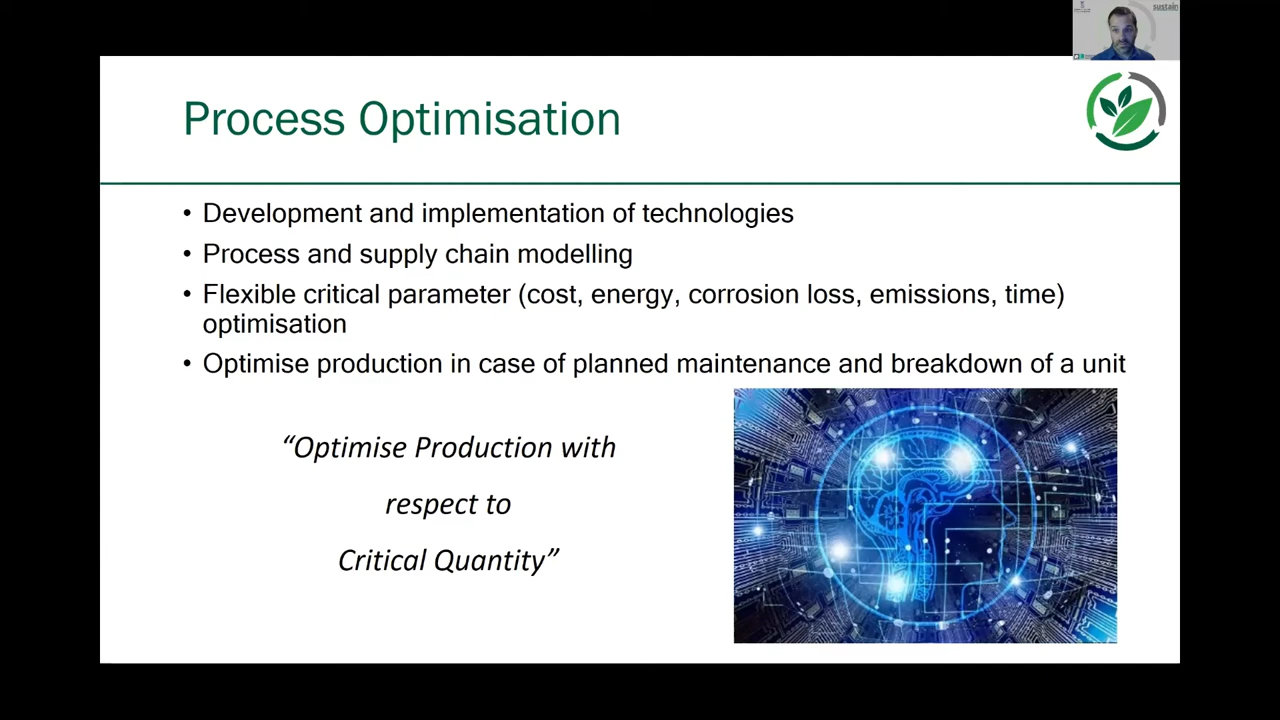 sustain
Process Optimisation
• Development and implementation of technologies
• Process and supply chain modelling
• Flexible critical parameter (cost, energy, corrosion loss, emissions, time)
optimisation
• Optimise production in case of planned maintenance and breakdown of a unit
“Optimise Production with
respect to
Critical Quantity”